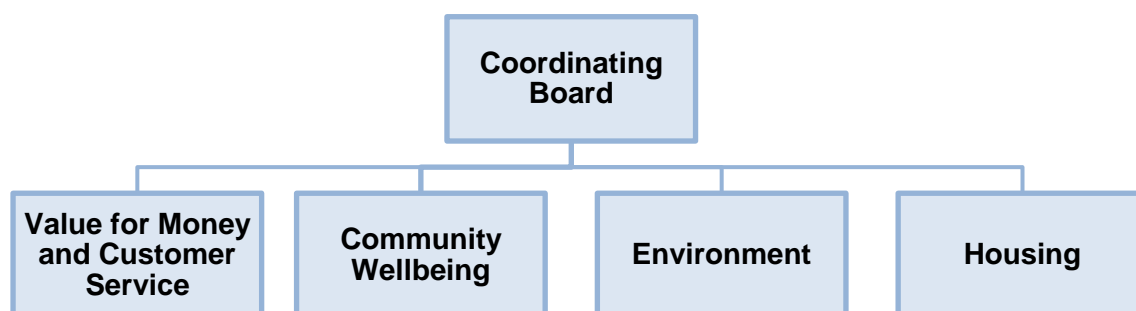 Coordinating
Board
Value for Money
and Customer
Service
Community
Wellbeing
Environment
Housing